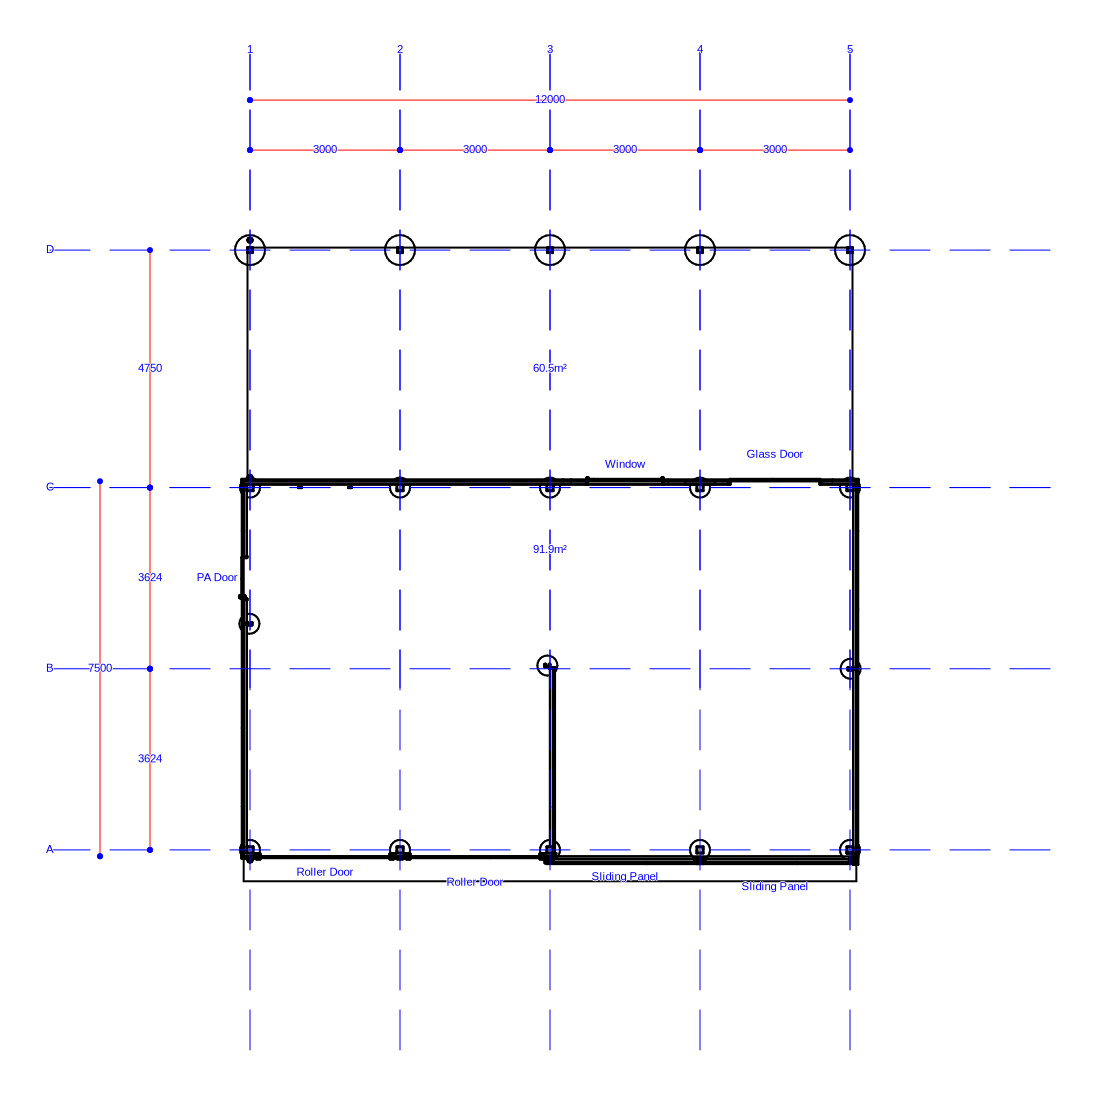 1 2 3 4 5
12000
3000 3000 3000 3000
D
4750 60.5m²
Window Glass Door
C
91.9m²
PA Door 3624
B 7500
3624
A
Roller Door
Roller Door
Sliding Panel
Sliding Panel